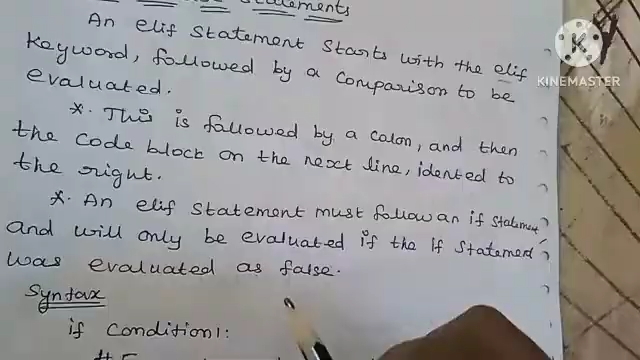 Statements
An elif Statement Starts with the elif
Keyword, followed by a Comparison to be
evaluated.
*. This is followed by a Colon, and then
the code block on the next line, idented to
the right.
*. An elif Statement must follow an if Statement
and will only be evaluated if the if Statement
was evaluated as false.
Syntax
if Condition1:
KINEMASTER